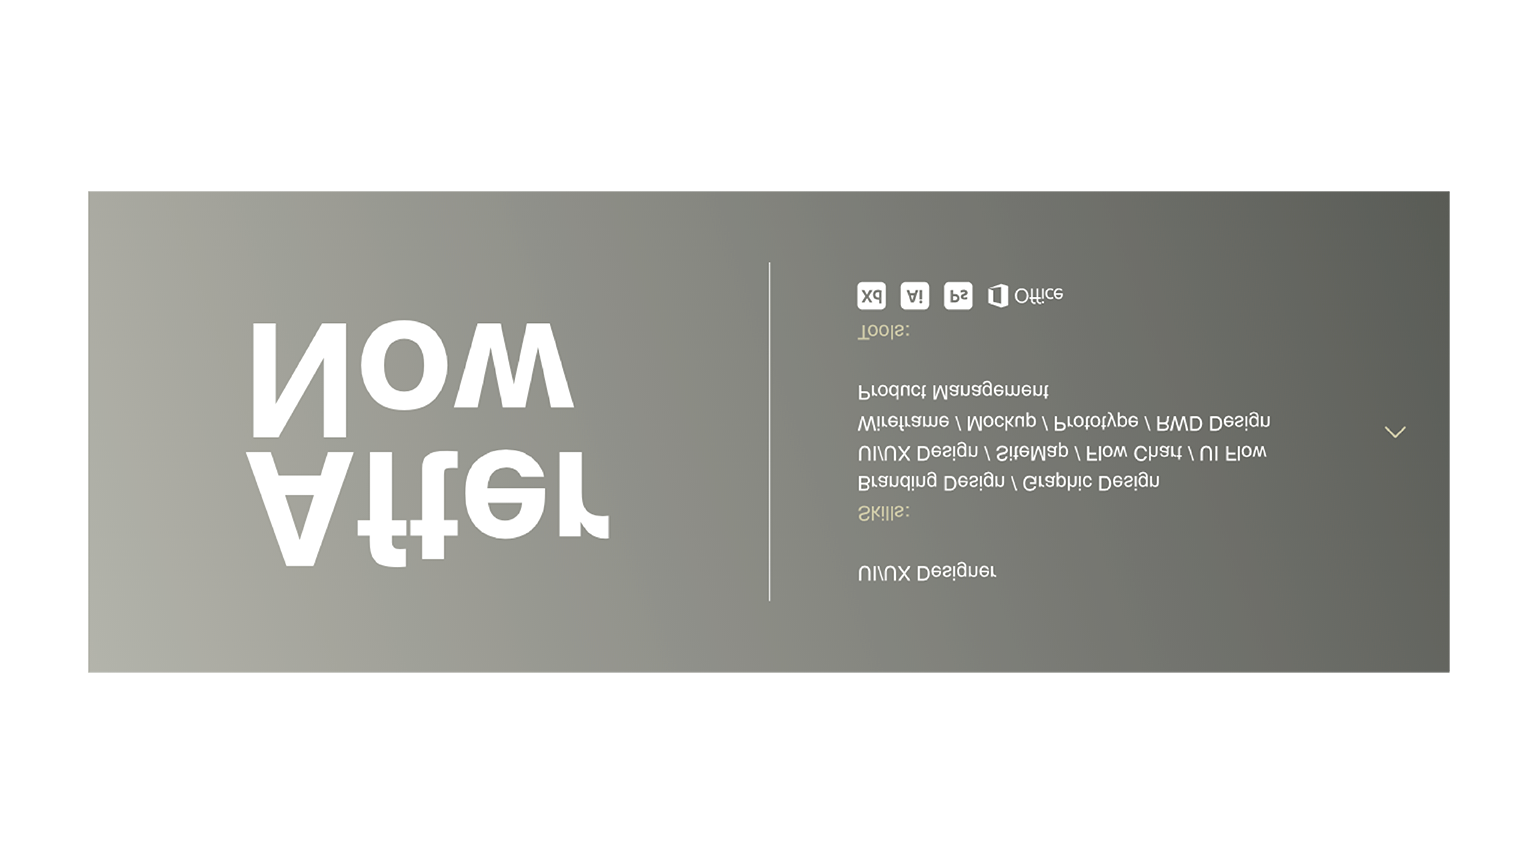 After
Now
UI/UX Designer
Skills:
Branding Design / Graphic Design
UI/UX Design / SiteMap / Flow Chart / UI Flow
Wireframe / Mockup / Prototype / RWD Design
Product Management
Tools:
Xd Ai Ps Office